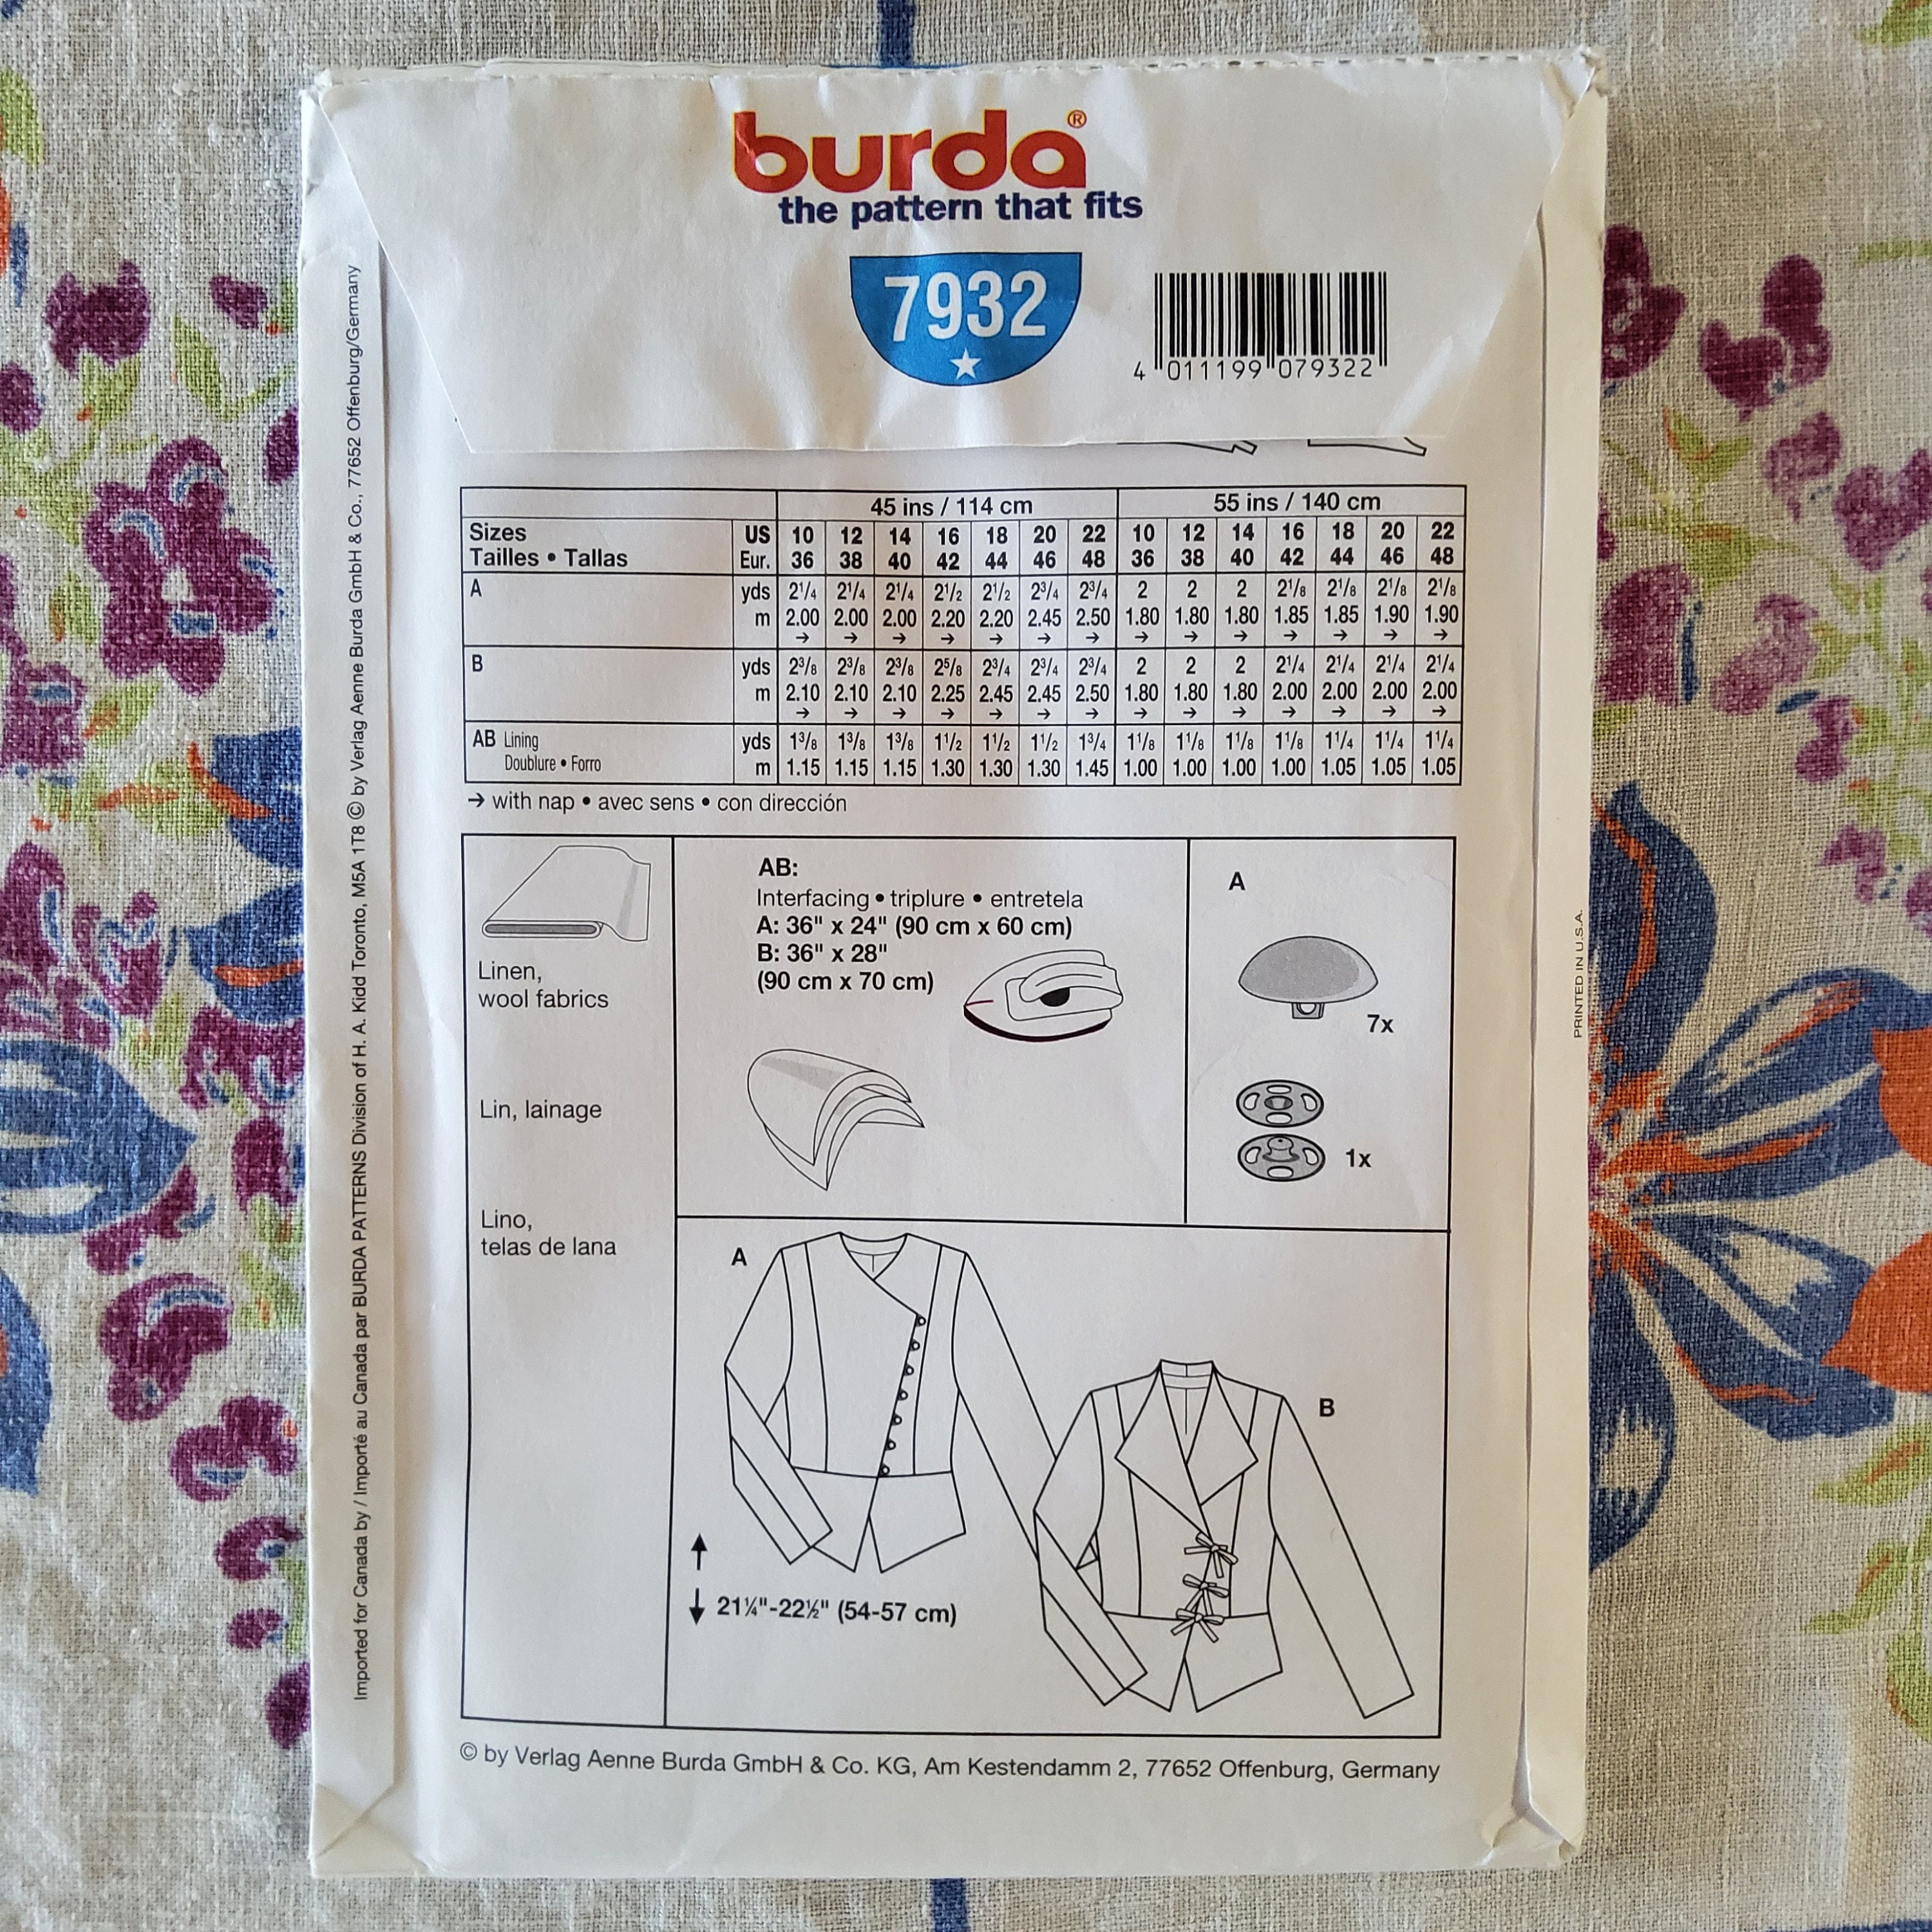 burda®
the pattern that fits
7932
4 011199 079322
45 ins / 114 cm 55 ins / 140 cm
Sizes US 10 12 14 16 18 20 22 10 12 14 16 18 20 22
Tailles • Tallas Eur. 36 38 40 42 44 46 48 36 38 40 42 44 46 48
A yds 2¹/4 2¹/4 2¹/4 2¹/2 2¹/2 2³/4 2³/4 2 2 2 2¹/8 2¹/8 2¹/8 2¹/8
m 2.00 2.00 2.00 2.20 2.20 2.45 2.50 1.80 1.80 1.80 1.85 1.85 1.90 1.90
→ → → → → → → → → → → → → →
B yds 2³/8 2³/8 2³/8 2⁵/8 2³/4 2³/4 2³/4 2 2 2 2¹/4 2¹/4 2¹/4 2¹/4
m 2.10 2.10 2.10 2.25 2.45 2.45 2.50 1.80 1.80 1.80 2.00 2.00 2.00 2.00
→ → → → → → → → → → → → → →
AB Lining yds 1³/8 1³/8 1³/8 1¹/2 1¹/2 1¹/2 1³/4 1¹/8 1¹/8 1¹/8 1¹/8 1¹/4 1¹/4 1¹/4
Doublure • Forro m 1.15 1.15 1.15 1.30 1.30 1.30 1.45 1.00 1.00 1.00 1.00 1.05 1.05 1.05
→ with nap • avec sens • con dirección
Linen,
wool fabrics
Lin, lainage
Lino,
telas de lana
AB:
Interfacing • triplure • entretela
A: 36" x 24" (90 cm x 60 cm)
B: 36" x 28"
(90 cm x 70 cm)
A
7x
1x
A
B
21¼"-22½" (54-57 cm)
© by Verlag Aenne Burda GmbH & Co. KG, Am Kestendamm 2, 77652 Offenburg, Germany
Imported for Canada by / Importé au Canada par BURDA PATTERNS Division of H. A. Kidd Toronto, M5A 1T8 © by Verlag Aenne Burda GmbH & Co., 77652 Offenburg/Germany
PRINTED IN U.S.A.